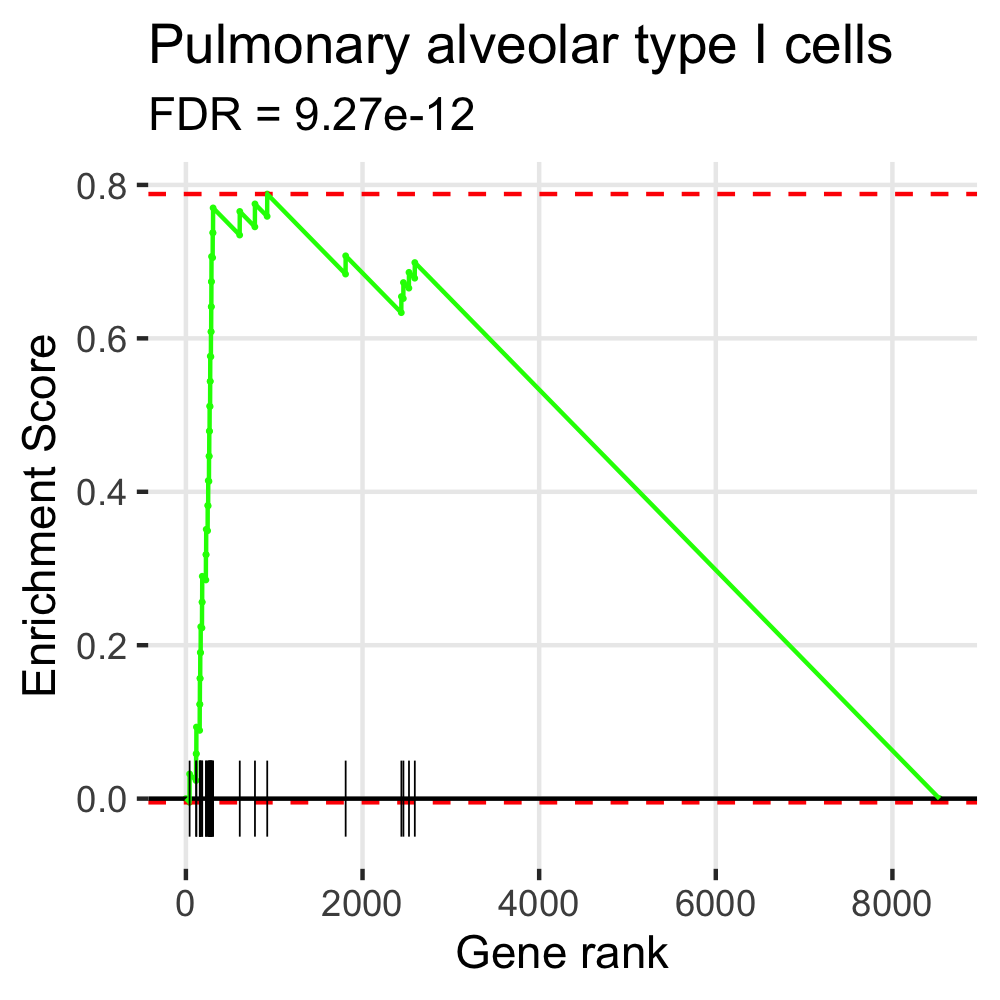 Pulmonary alveolar type I cells
FDR = 9.27e-12
Enrichment Score
0.8
0.6
0.4
0.2
0.0
0 2000 4000 6000 8000
Gene rank